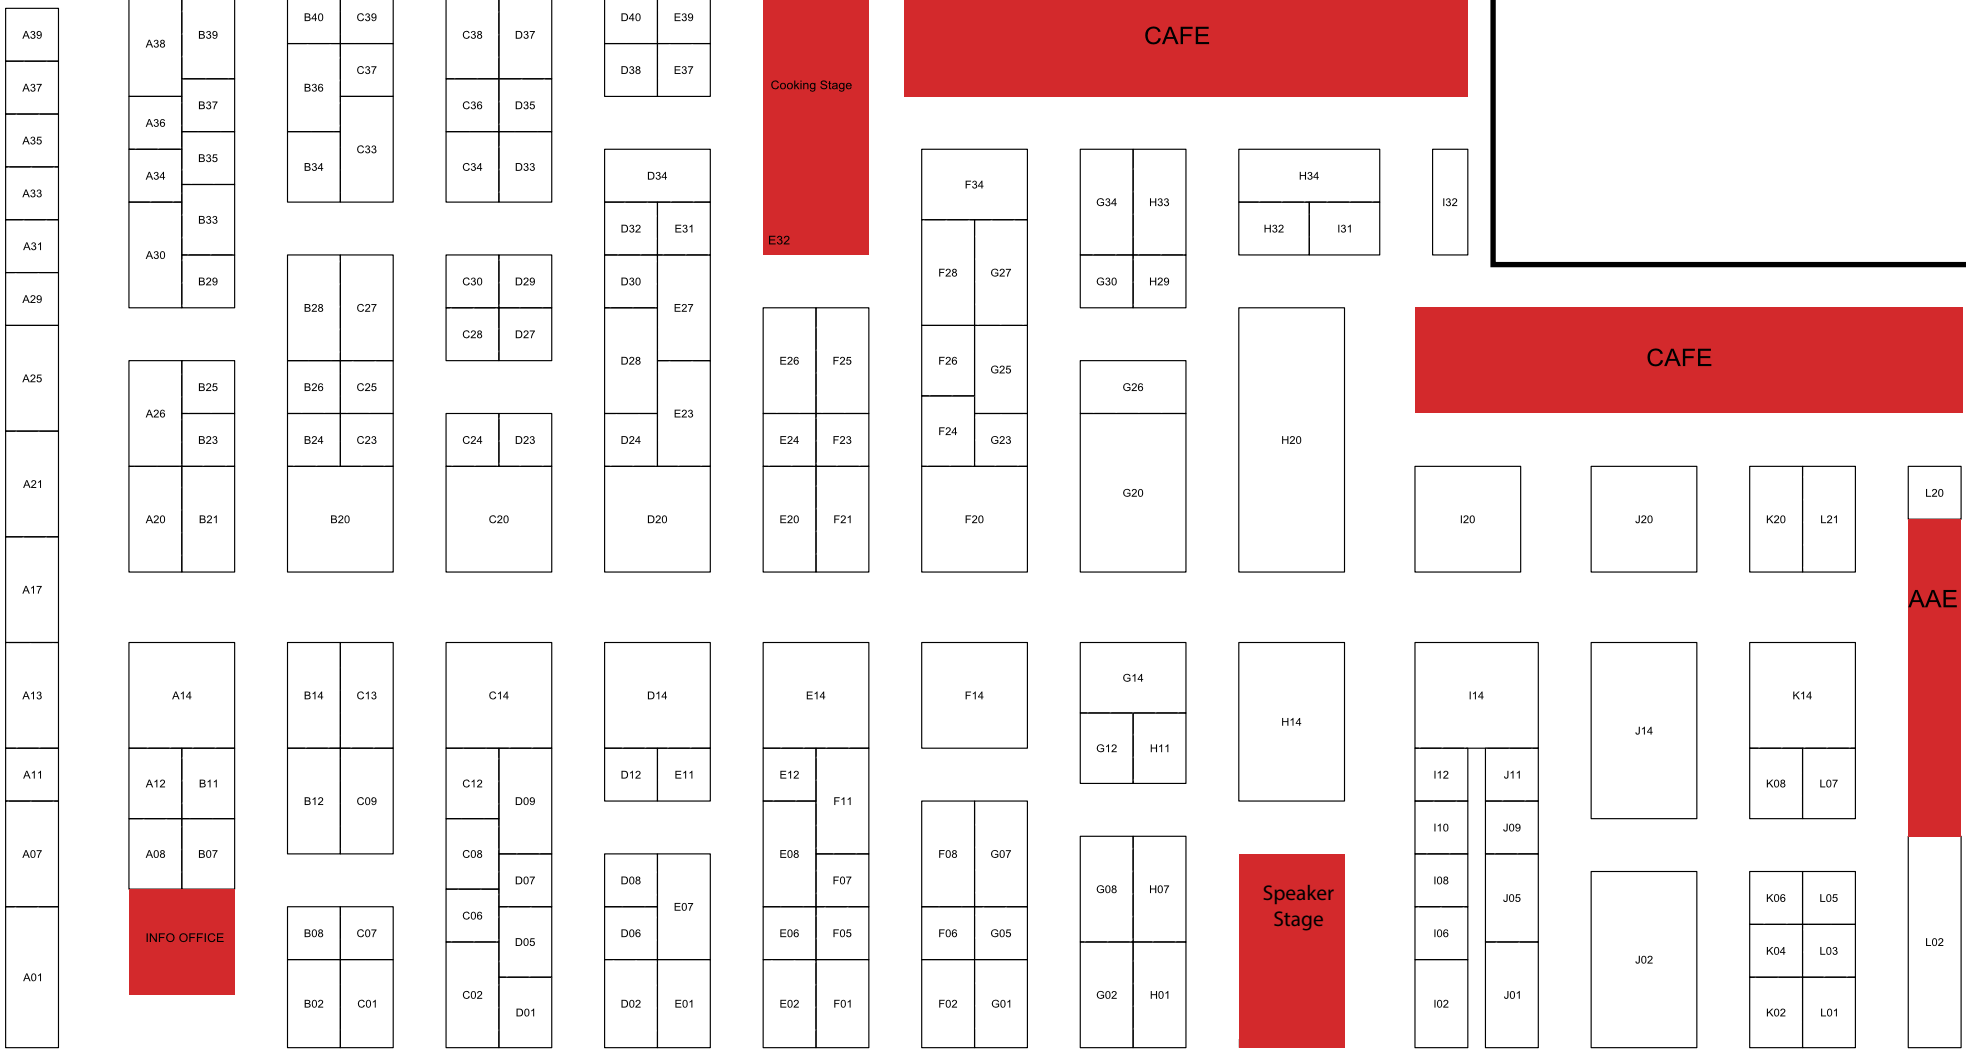 A39
A37
A35
A33
A31
A29
A25
A21
A17
A13
A11
A07
A01
A38
B39
B37
A36
B35
A34
B33
A30
B29
A26
B25
B23
A20
B21
A14
A12
B11
A08
B07
INFO OFFICE
B40
C39
C37
B36
C33
B34
B28
C27
B26
C25
B24
C23
B20
B14
C13
B12
C09
B08
C07
B02
C01
C38
D37
C36
D35
C34
D33
C30
D29
C28
D27
C24
D23
C20
C14
C12
D09
C08
D07
C06
D05
C02
D01
D40
E39
D38
E37
D34
D32
E31
D30
E27
D28
E23
D24
D20
D14
D12
E11
D08
E07
D06
D02
E01
Cooking Stage
E32
E26
F25
E24
F23
E20
F21
E14
E12
F11
E08
F07
E06
F05
E02
F01
CAFE
F34
F28
G27
F26
G25
F24
G23
F20
F14
F08
G07
F06
G05
F02
G01
G34
H33
G30
H29
G26
G20
G14
G12
H11
G08
H07
G02
H01
H34
H32
I31
H20
H14
Speaker
Stage
I32
CAFE
I20
I14
I12
J11
I10
J09
I08
J05
I06
I02
J01
J20
J14
J02
K20
L21
K14
K08
L07
K06
L05
K04
L03
K02
L01
L20
AAE
L02